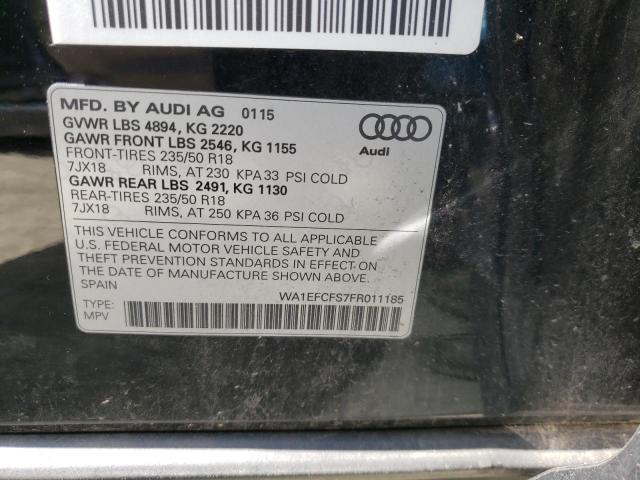 MFD. BY AUDI AG 0115
GVWR LBS 4894, KG 2220
GAWR FRONT LBS 2546, KG 1155
FRONT-TIRES 235/50 R18
7JX18 RIMS, AT 230 KPA 33 PSI COLD
GAWR REAR LBS 2491, KG 1130
REAR-TIRES 235/50 R18
7JX18 RIMS, AT 250 KPA 36 PSI COLD
Audi
THIS VEHICLE CONFORMS TO ALL APPLICABLE
U.S. FEDERAL MOTOR VEHICLE SAFETY AND
THEFT PREVENTION STANDARDS IN EFFECT ON
THE DATE OF MANUFACTURE SHOWN ABOVE.
SPAIN
WA1EFCFS7FR011185
TYPE:
MPV